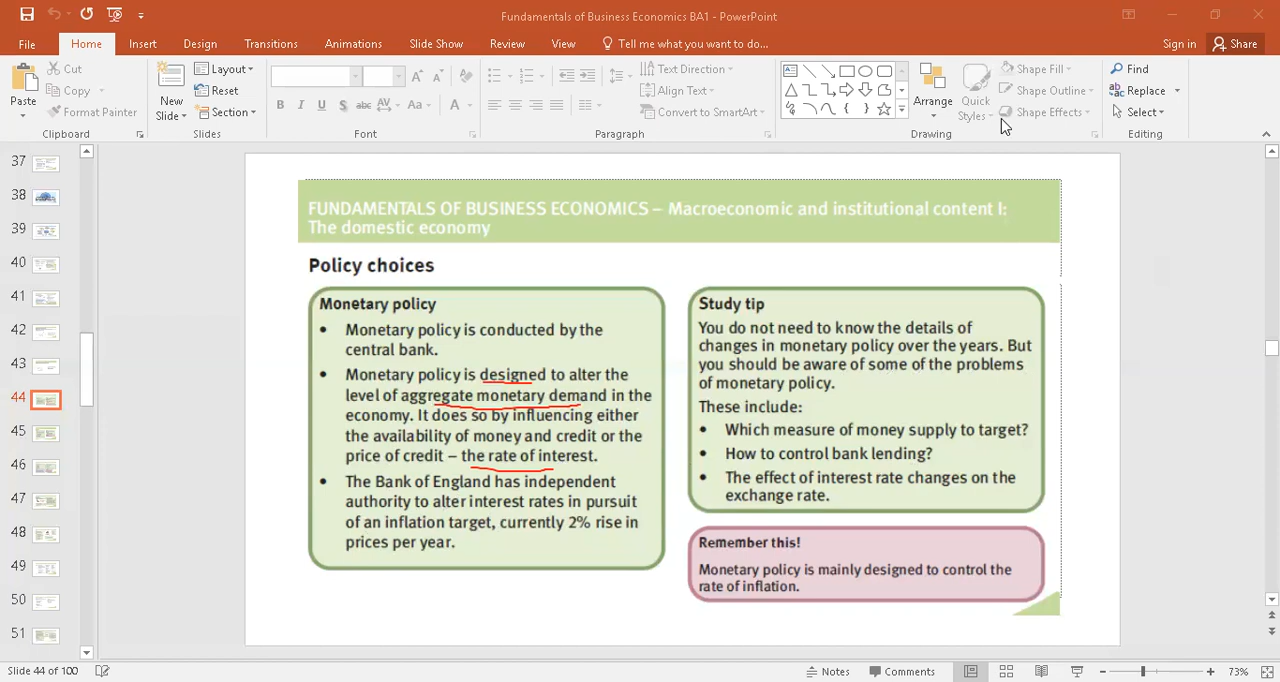 Fundamentals of Business Economics BA1 - PowerPoint
File Home Insert Design Transitions Animations Slide Show Review View Tell me what you want to do... Sign in Share
Paste
Cut
Copy
Format Painter
Clipboard
New
Slide
Layout
Reset
Section
Slides
B I U S abc AV Aa A
Font
Text Direction
Align Text
Convert to SmartArt
Paragraph
Arrange
Quick
Styles
Shape Fill
Shape Outline
Shape Effects
Drawing
Find
Replace
Select
Editing
37
38
39
40
41
42
43
44
45
46
47
48
49
50
51
FUNDAMENTALS OF BUSINESS ECONOMICS – Macroeconomic and institutional content I:
The domestic economy
Policy choices
Monetary policy
• Monetary policy is conducted by the
central bank.
• Monetary policy is designed to alter the
level of aggregate monetary demand in the
economy. It does so by influencing either
the availability of money and credit or the
price of credit – the rate of interest.
• The Bank of England has independent
authority to alter interest rates in pursuit
of an inflation target, currently 2% rise in
prices per year.
Study tip
You do not need to know the details of
changes in monetary policy over the years. But
you should be aware of some of the problems
of monetary policy.
These include:
• Which measure of money supply to target?
• How to control bank lending?
• The effect of interest rate changes on the
exchange rate.
Remember this!
Monetary policy is mainly designed to control the
rate of inflation.
Slide 44 of 100 Notes Comments 73%